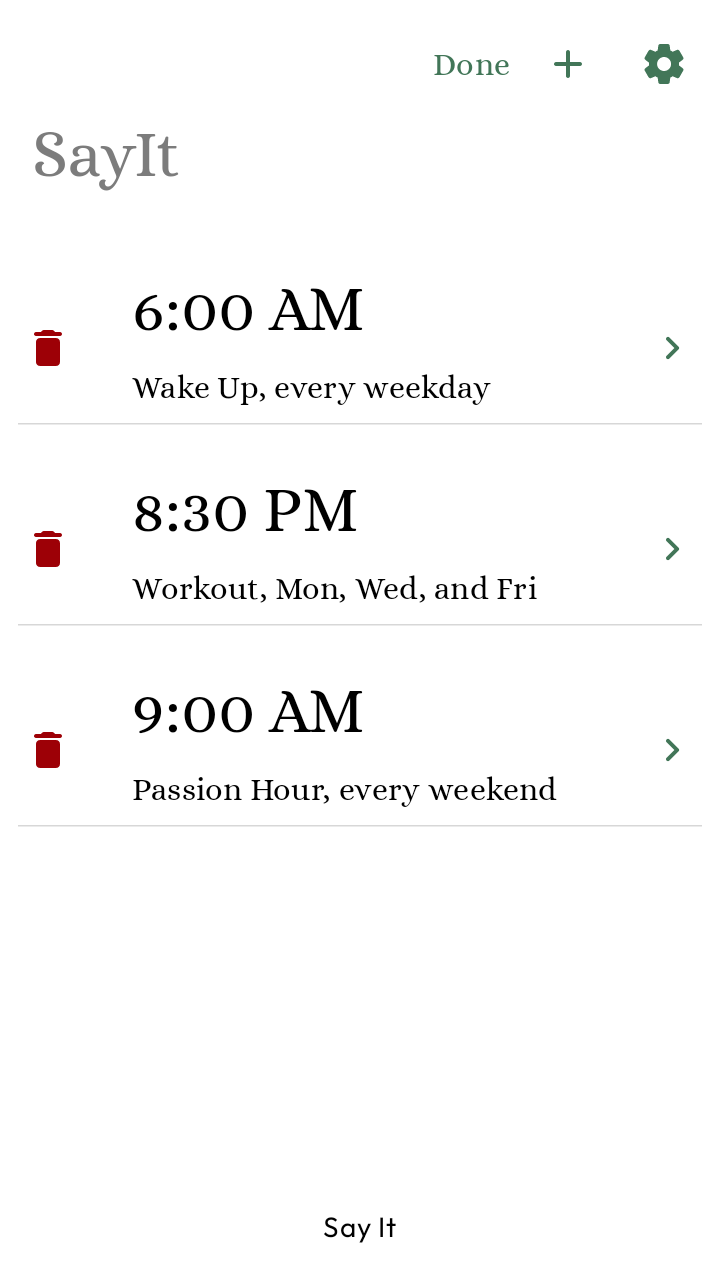 Done
SayIt
6:00 AM
Wake Up, every weekday
8:30 PM
Workout, Mon, Wed, and Fri
9:00 AM
Passion Hour, every weekend
Say It